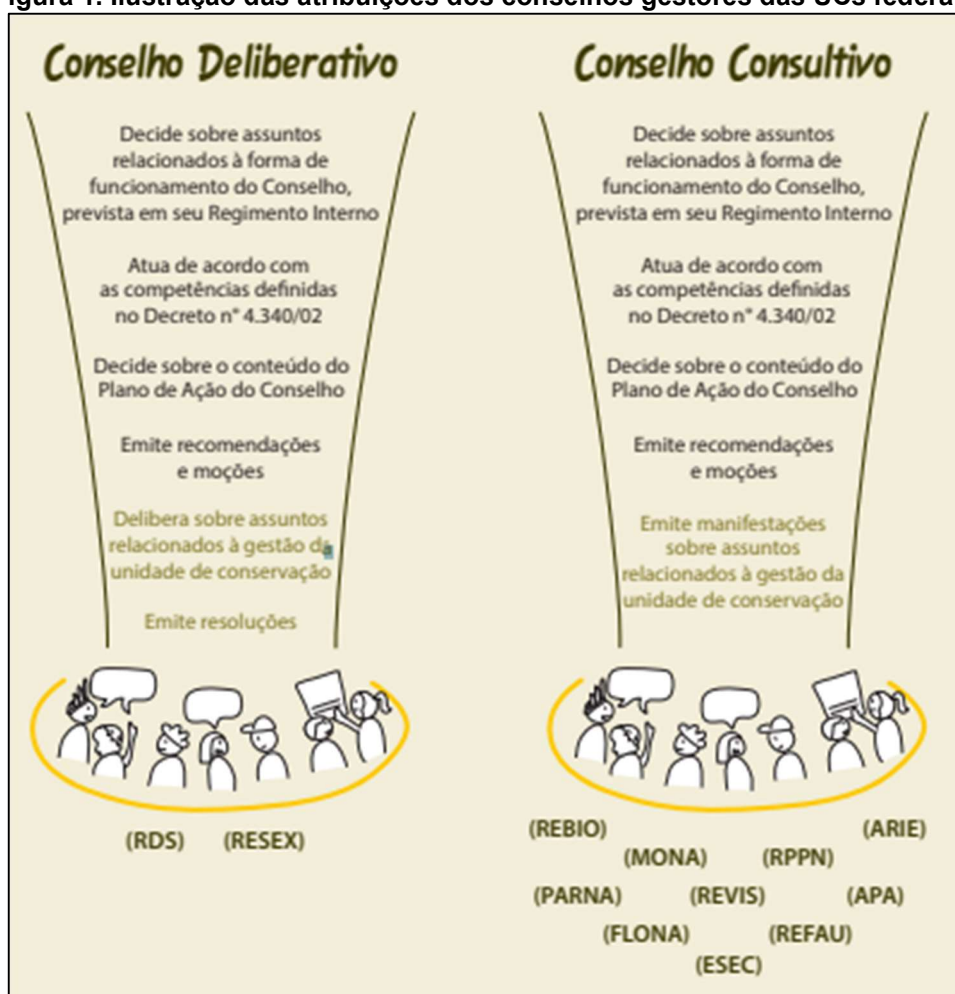 igura 1. Ilustração das atribuições dos conselhos gestores das UCs federa
Conselho Deliberativo
Decide sobre assuntos
relacionados à forma de
funcionamento do Conselho,
prevista em seu Regimento Interno
Atua de acordo com
as competências definidas
no Decreto n° 4.340/02
Decide sobre o conteúdo do
Plano de Ação do Conselho
Emite recomendações
e moções
Delibera sobre assuntos
relacionados à gestão da
unidade de conservação
Emite resoluções
(RDS) (RESEX)
Conselho Consultivo
Decide sobre assuntos
relacionados à forma de
funcionamento do Conselho,
prevista em seu Regimento Interno
Atua de acordo com
as competências definidas
no Decreto n° 4.340/02
Decide sobre o conteúdo do
Plano de Ação do Conselho
Emite recomendações
e moções
Emite manifestações
sobre assuntos
relacionados à gestão da
unidade de conservação
(REBIO) (ARIE)
(MONA) (RPPN)
(PARNA) (REVIS) (APA)
(FLONA) (REFAU)
(ESEC)